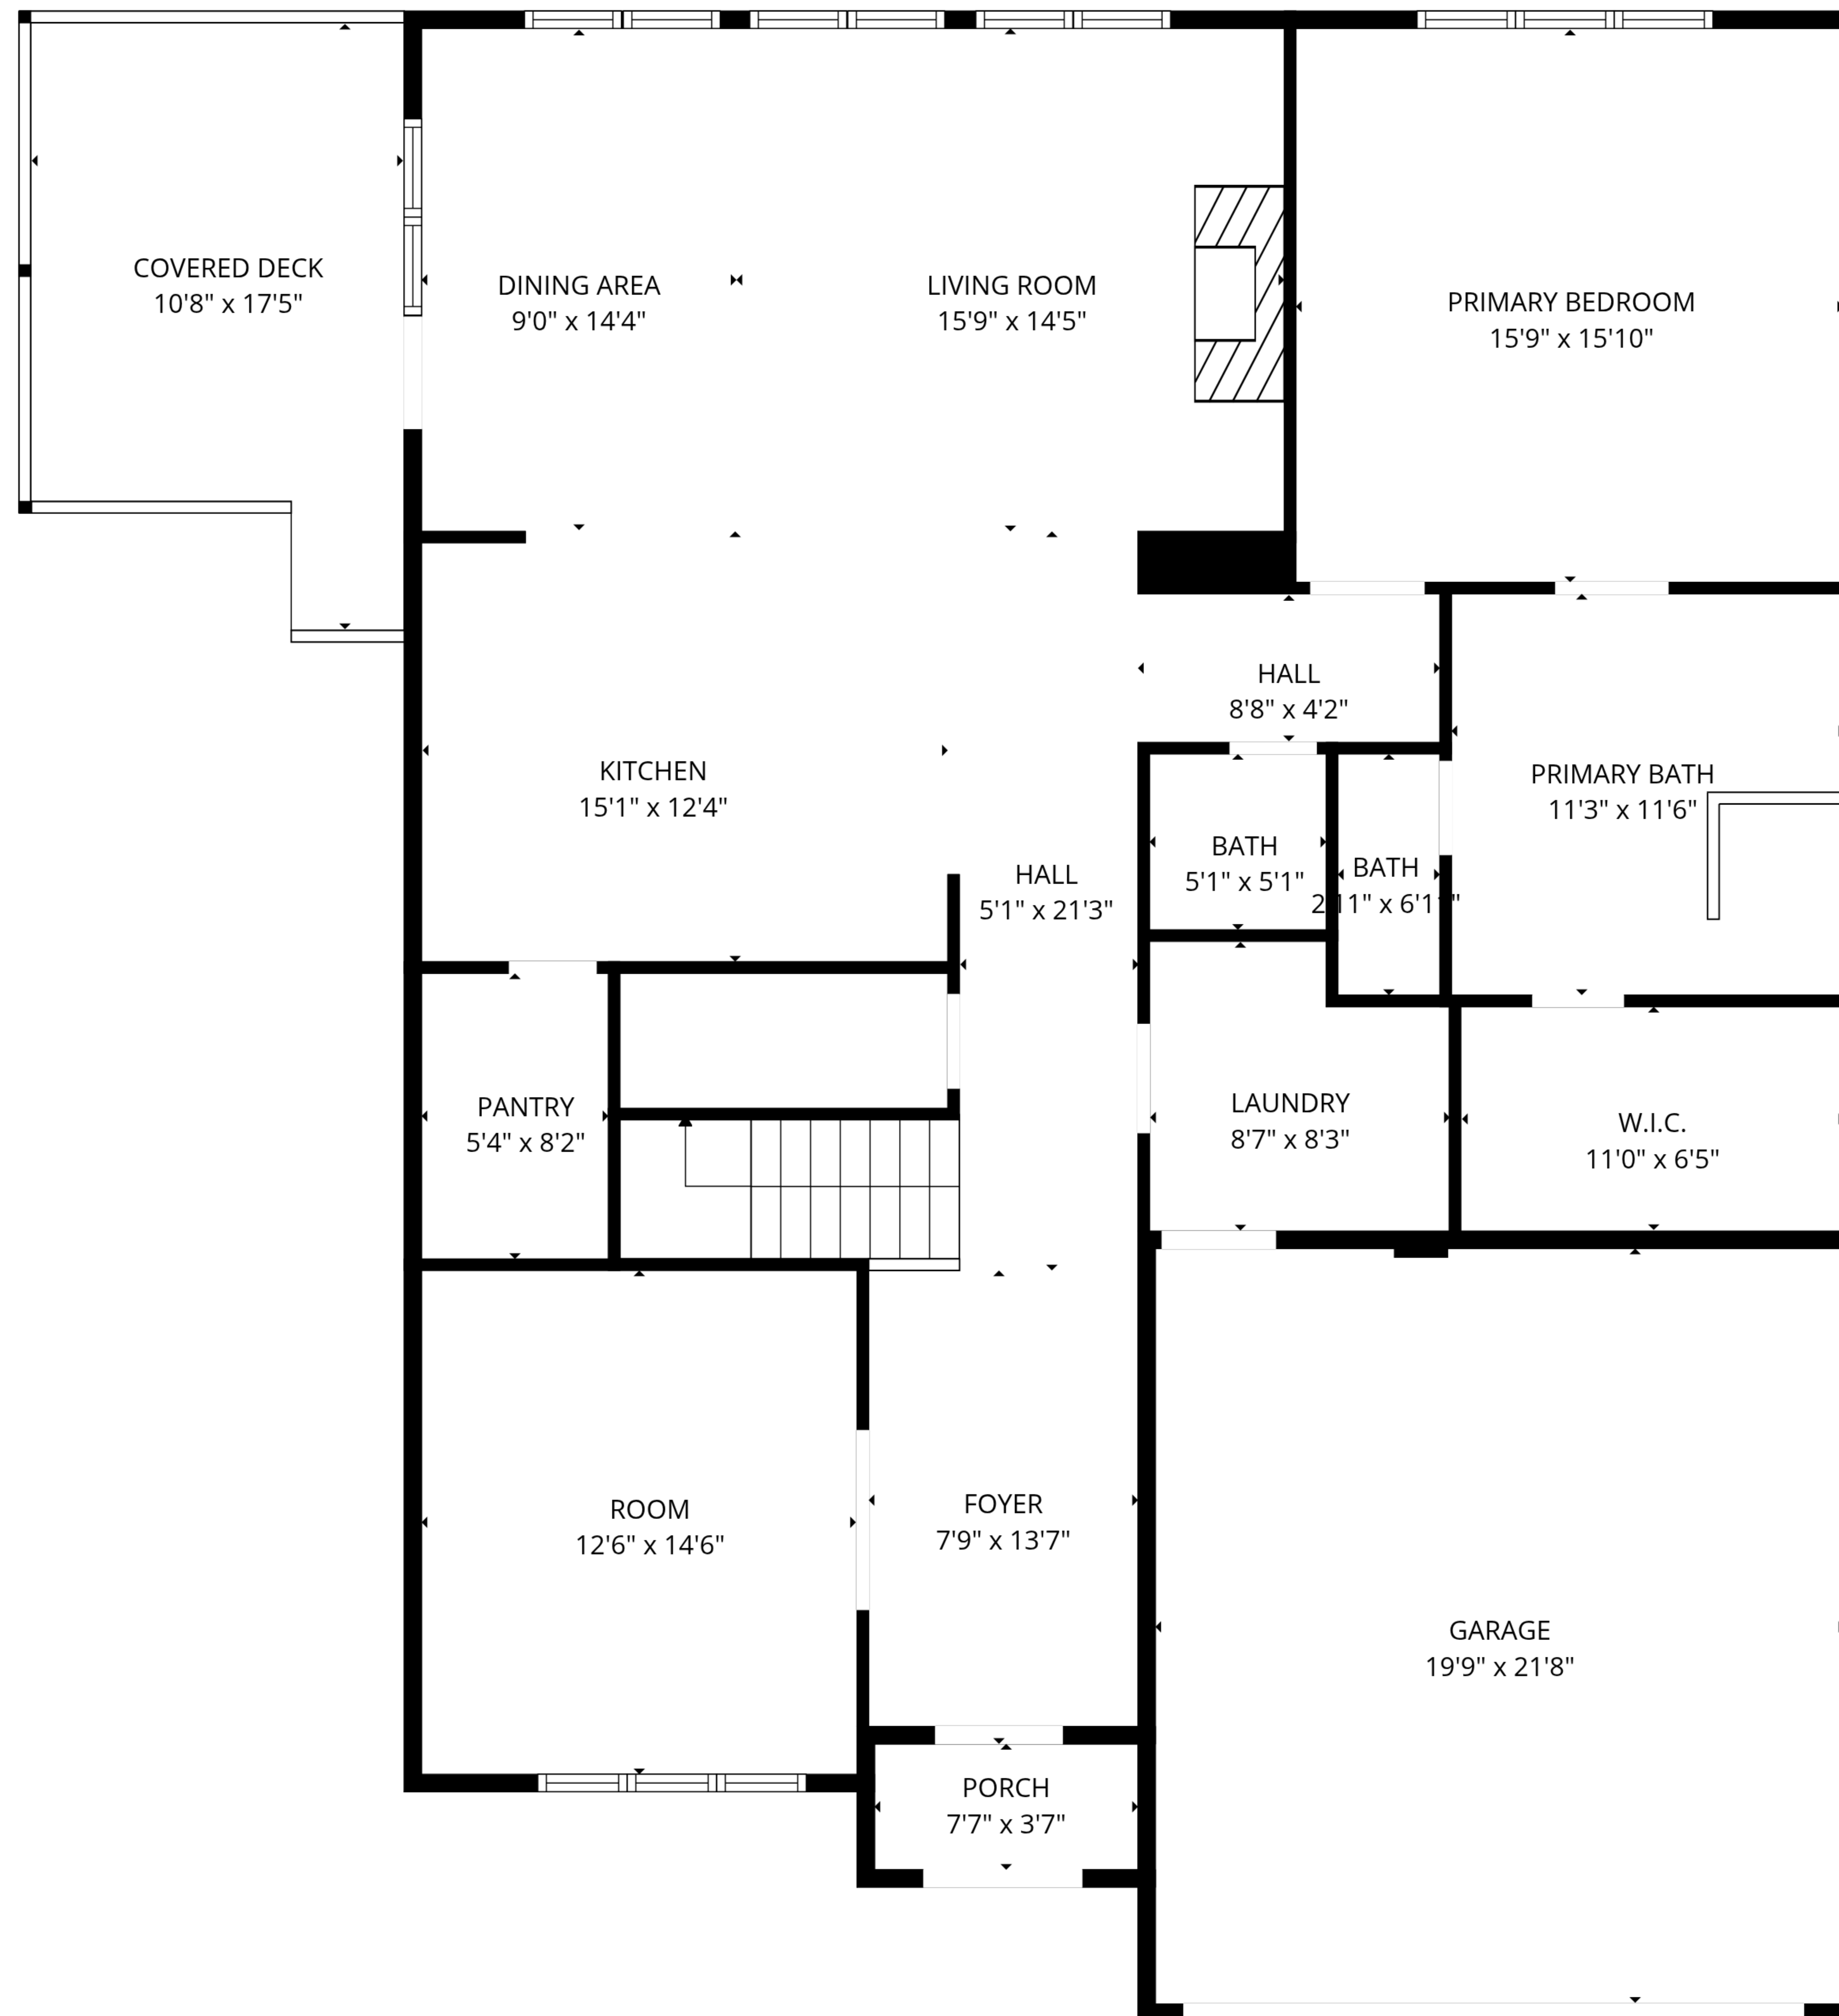 COVERED DECK
10'8" x 17'5"
DINING AREA
9'0" x 14'4"
LIVING ROOM
15'9" x 14'5"
PRIMARY BEDROOM
15'9" x 15'10"
HALL
8'8" x 4'2"
KITCHEN
15'1" x 12'4"
PRIMARY BATH
11'3" x 11'6"
BATH
5'1" x 5'1"
BATH
2'11" x 6'11"
HALL
5'1" x 21'3"
PANTRY
5'4" x 8'2"
LAUNDRY
8'7" x 8'3"
W.I.C.
11'0" x 6'5"
ROOM
12'6" x 14'6"
FOYER
7'9" x 13'7"
GARAGE
19'9" x 21'8"
PORCH
7'7" x 3'7"